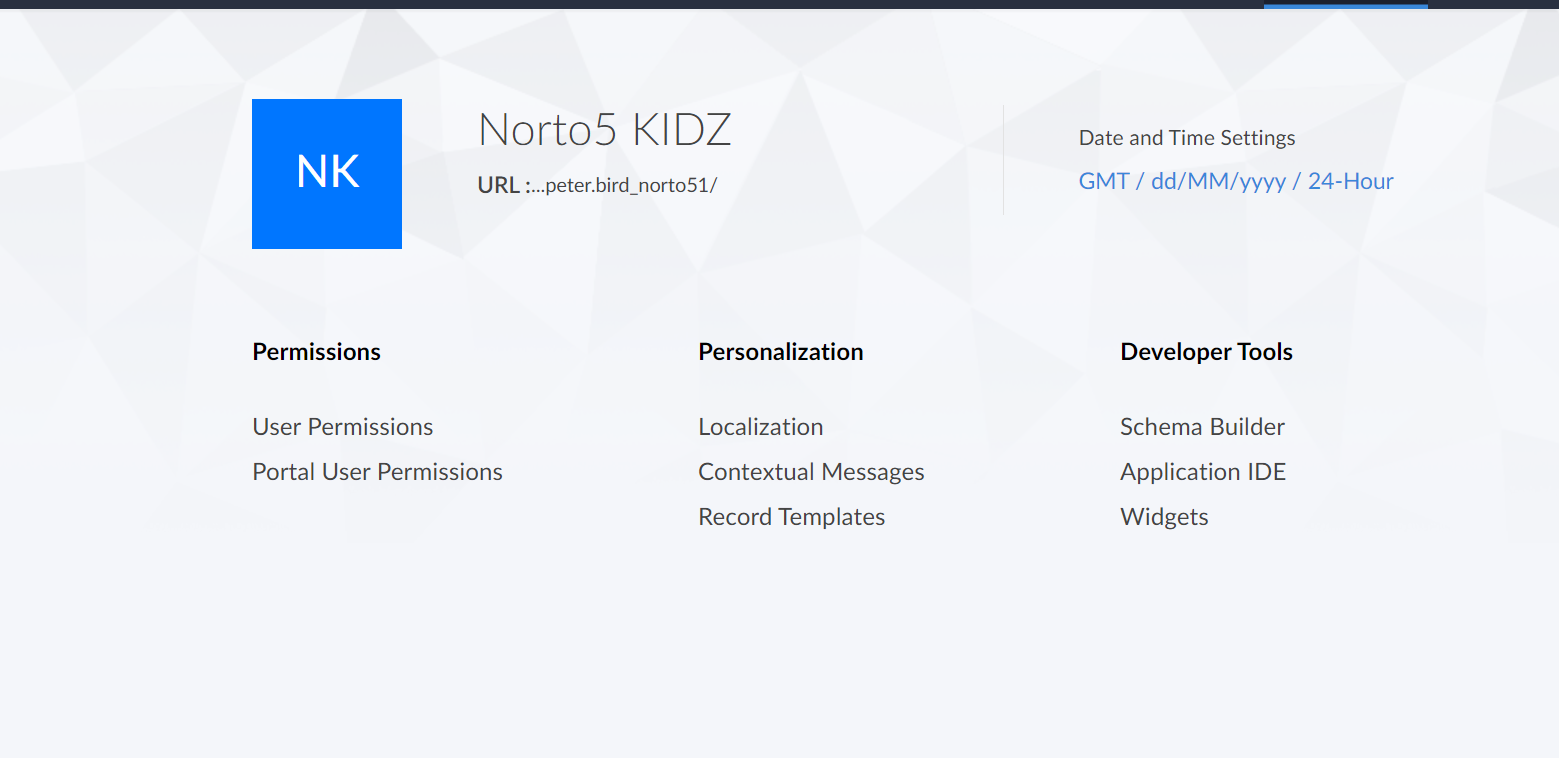 NK
Norto5 KIDZ
URL :...peter.bird_norto51/
Date and Time Settings
GMT / dd/MM/yyyy / 24-Hour
Permissions
User Permissions
Portal User Permissions
Personalization
Localization
Contextual Messages
Record Templates
Developer Tools
Schema Builder
Application IDE
Widgets